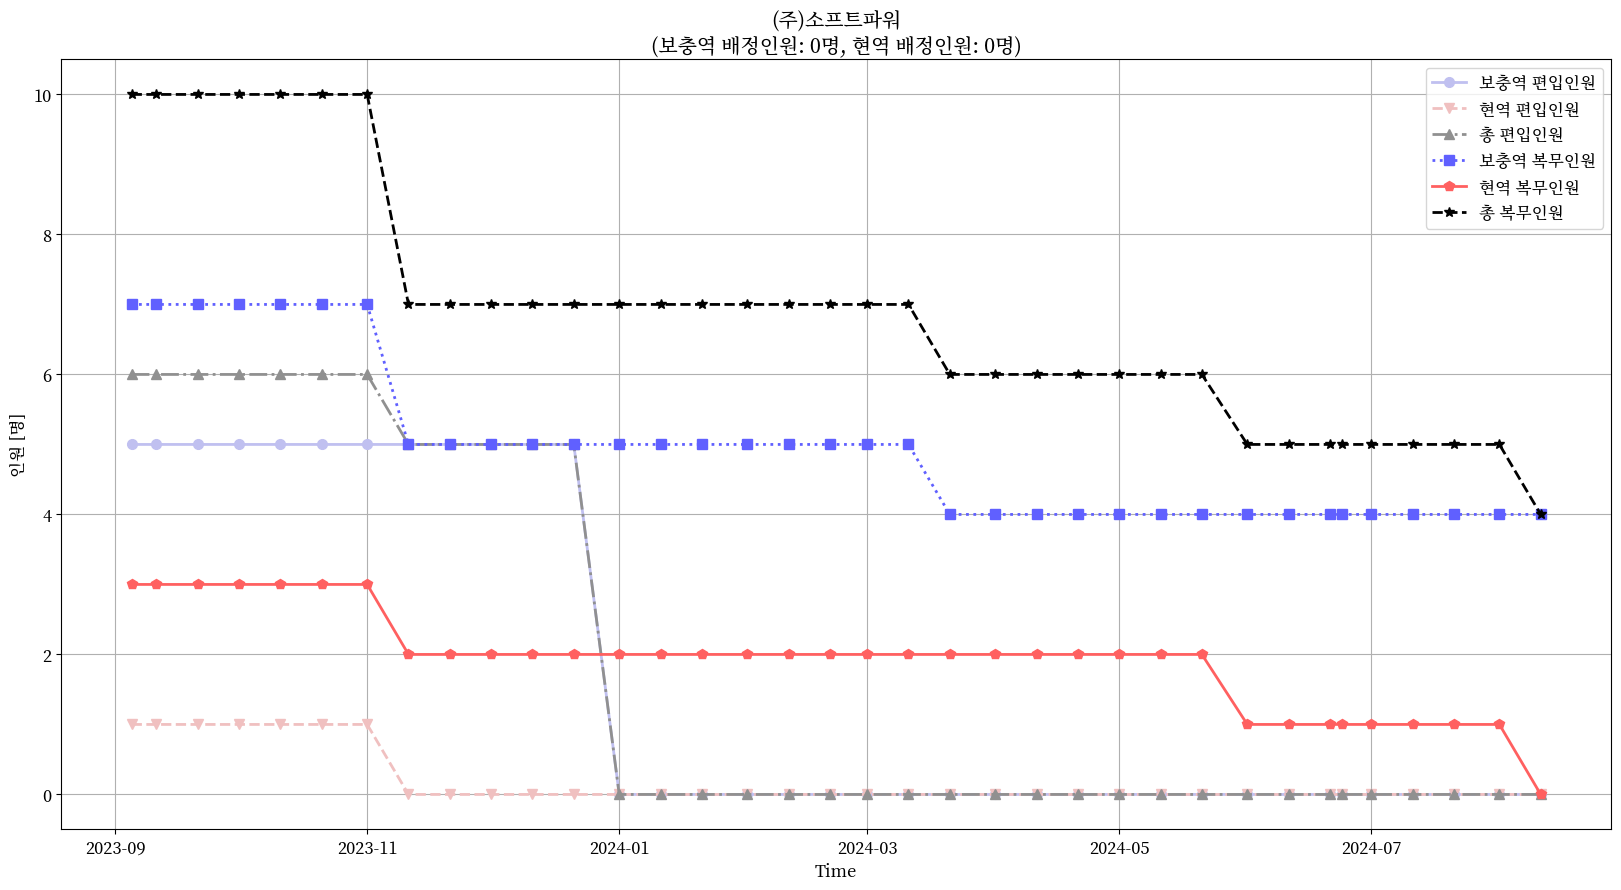 (주)소프트파워
(보충역 배정인원: 0명, 현역 배정인원: 0명)
보충역 편입인원
현역 편입인원
총 편입인원
보충역 복무인원
현역 복무인원
총 복무인원
인원 [명]
10
8
6
4
2
0
2023-09
2023-11
2024-01
2024-03
2024-05
2024-07
Time